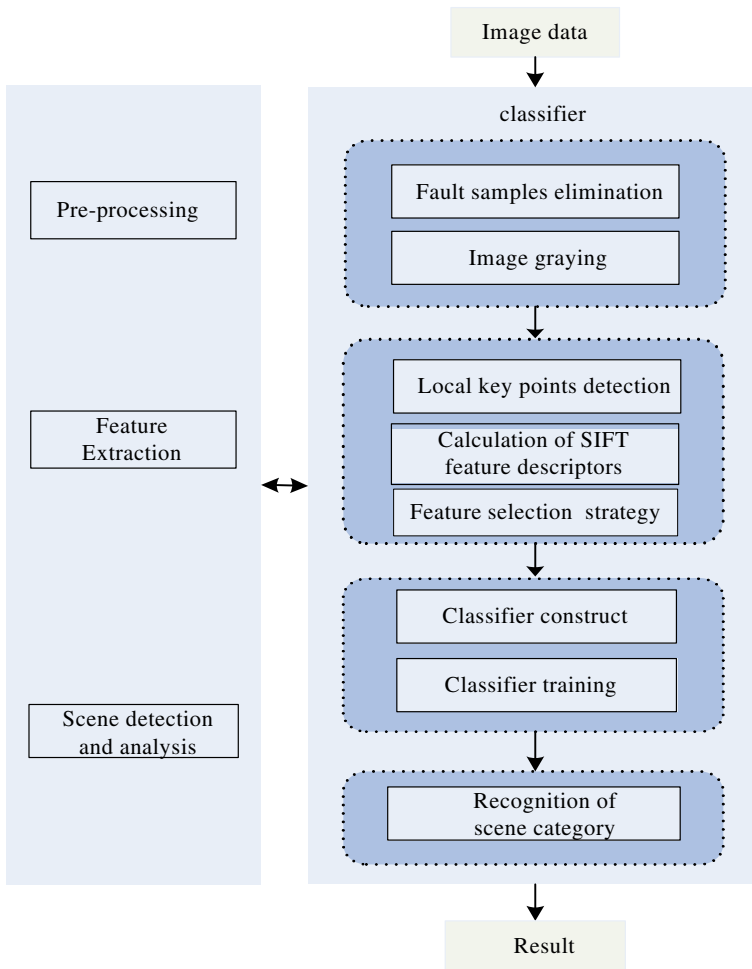 Image data
classifier
Fault samples elimination
Pre-processing
Image graying
Local key points detection
Feature
Extraction
Calculation of SIFT
feature descriptors
Feature selection strategy
Classifier construct
Classifier training
Scene detection
and analysis
Recognition of
scene category
Result